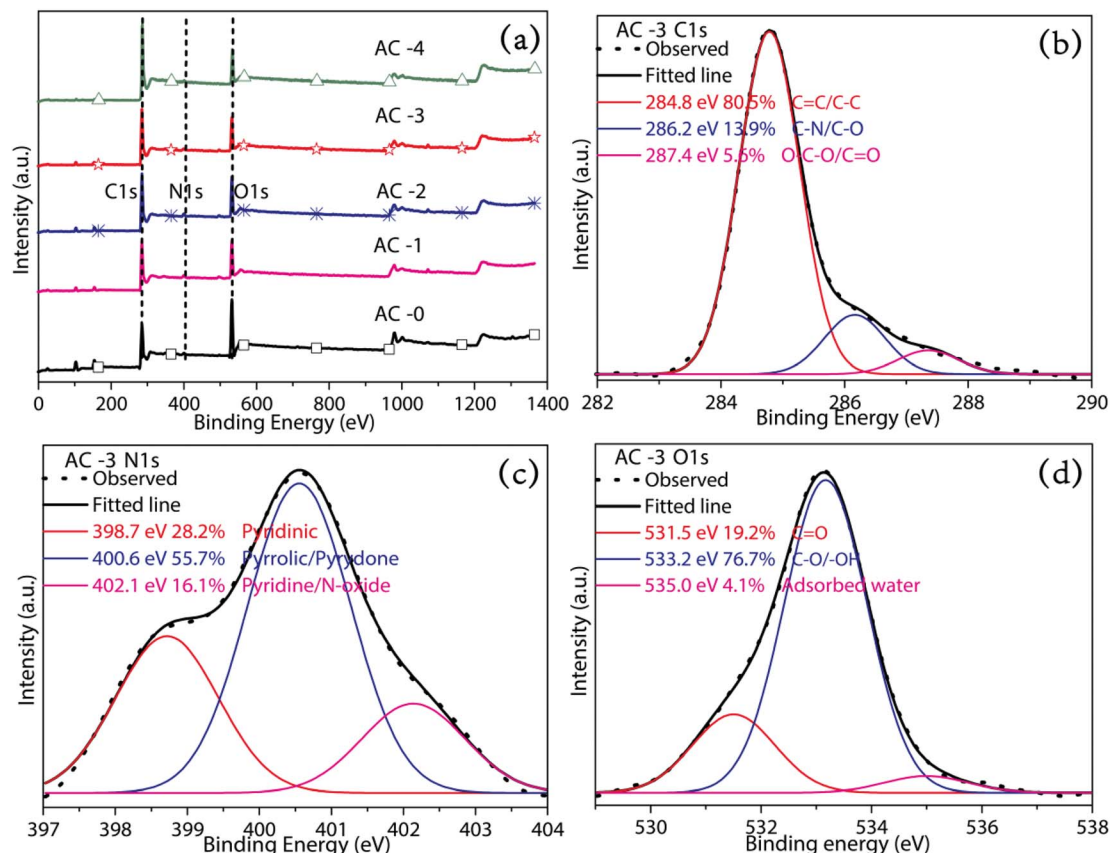 (a)
AC -4
AC -3
C1s N1s O1s AC -2
AC -1
AC -0
Intensity (a.u.)
0 200 400 600 800 1000 1200 1400
Binding Energy (eV)
(b)
AC -3 C1s
Observed
Fitted line
284.8 eV 80.5% C=C/C-C
286.2 eV 13.9% C-N/C-O
287.4 eV 5.6% O-C-O/C=O
Intensity (a.u.)
282 284 286 288 290
Binding Energy (eV)
(c)
AC -3 N1s
Observed
Fitted line
398.7 eV 28.2% Pyridinic
400.6 eV 55.7% Pyrrolic/Pyrydone
402.1 eV 16.1% Pyridine/N-oxide
Intensity (a.u.)
397 398 399 400 401 402 403 404
Binding Energy (eV)
(d)
AC -3 O1s
Observed
Fitted line
531.5 eV 19.2% C=O
533.2 eV 76.7% C-O/-OH
535.0 eV 4.1% Adsorbed water
Intensity (a.u.)
530 532 534 536 538
Binding energy (eV)